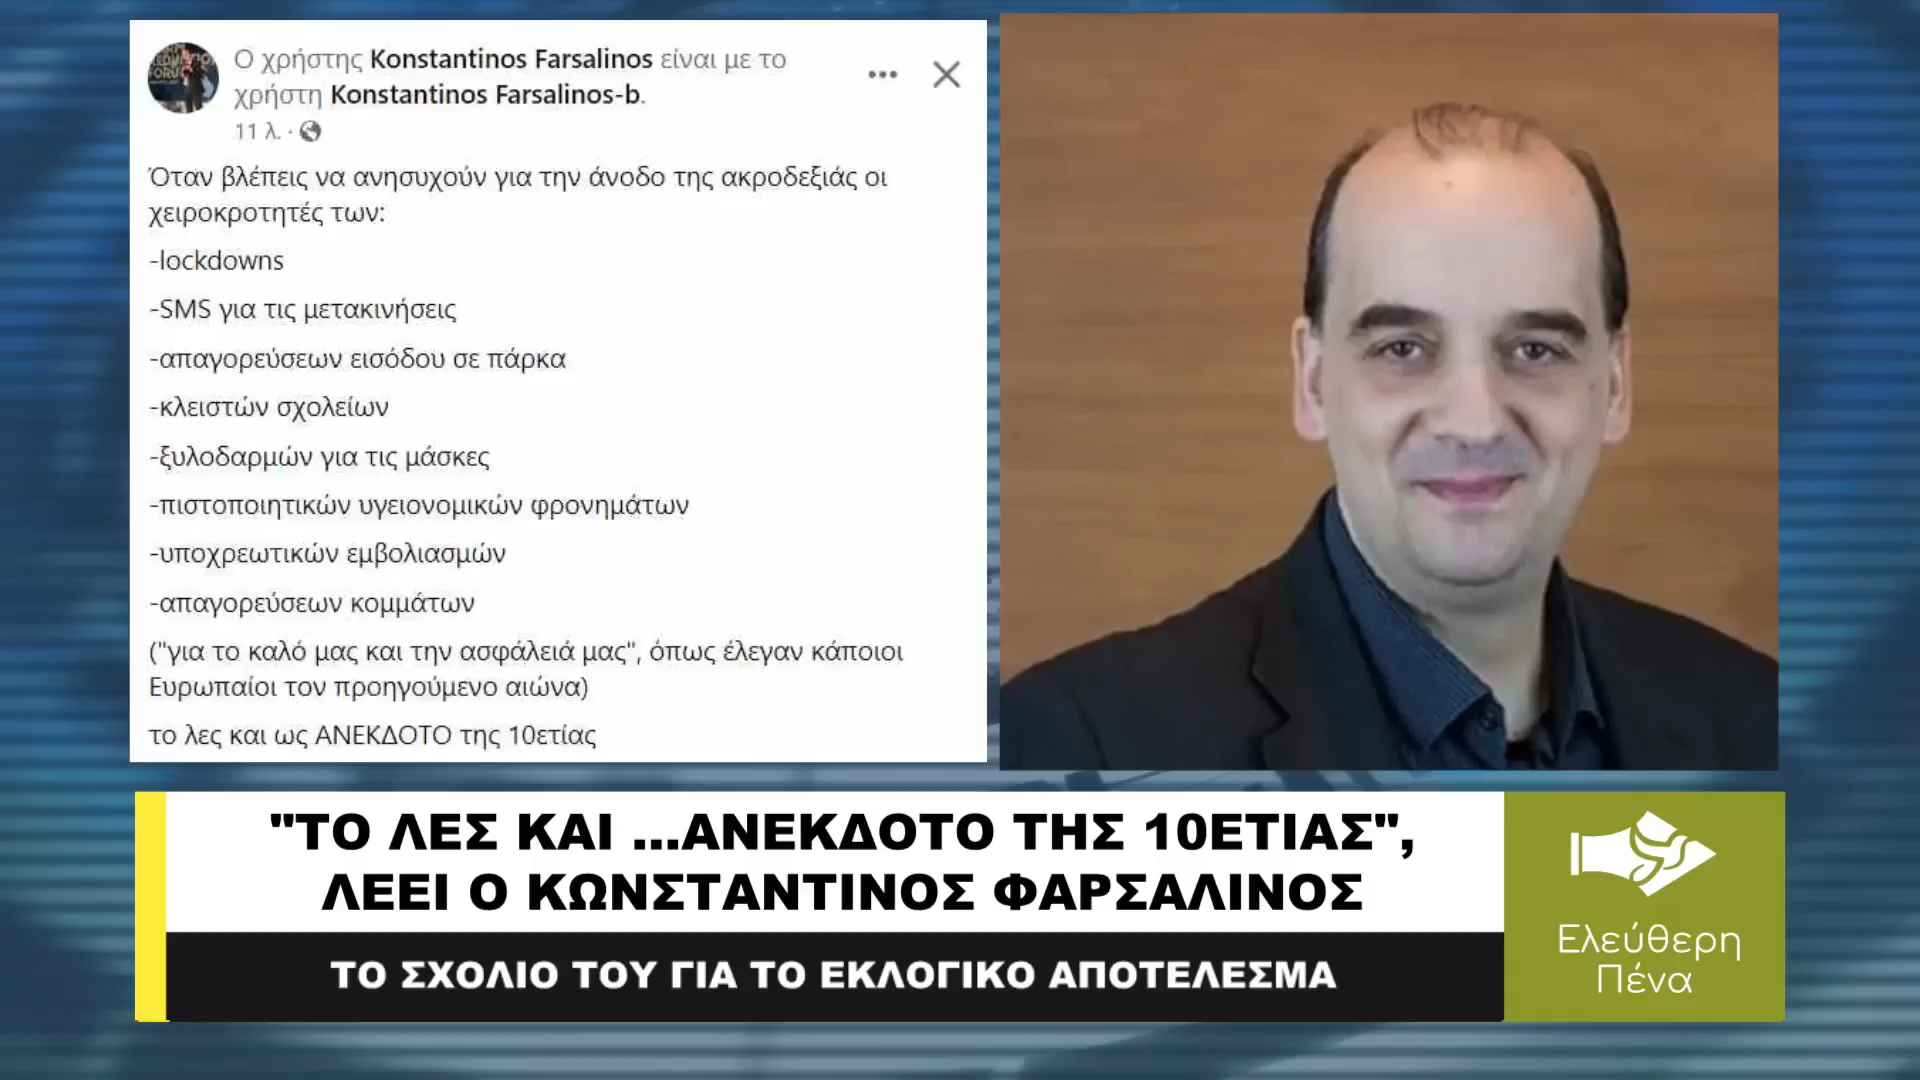 Ο χρήστης Konstantinos Farsalinos είναι με το
χρήστη Konstantinos Farsalinos-b.
11 λ. ·
Όταν βλέπεις να ανησυχούν για την άνοδο της ακροδεξιάς οι
χειροκροτητές των:
-lockdowns
-SMS για τις μετακινήσεις
-απαγορεύσεων εισόδου σε πάρκα
-κλειστών σχολείων
-ξυλοδαρμών για τις μάσκες
-πιστοποιητικών υγειονομικών φρονημάτων
-υποχρεωτικών εμβολιασμών
-απαγορεύσεων κομμάτων
("για το καλό μας και την ασφάλειά μας", όπως έλεγαν κάποιοι
Ευρωπαίοι τον προηγούμενο αιώνα)
το λες και ως ΑΝΕΚΔΟΤΟ της 10ετίας
"ΤΟ ΛΕΣ ΚΑΙ ...ΑΝΕΚΔΟΤΟ ΤΗΣ 10ΕΤΙΑΣ",
ΛΕΕΙ Ο ΚΩΝΣΤΑΝΤΙΝΟΣ ΦΑΡΣΑΛΙΝΟΣ
ΤΟ ΣΧΟΛΙΟ ΤΟΥ ΓΙΑ ΤΟ ΕΚΛΟΓΙΚΟ ΑΠΟΤΕΛΕΣΜΑ
Ελεύθερη
Πένα